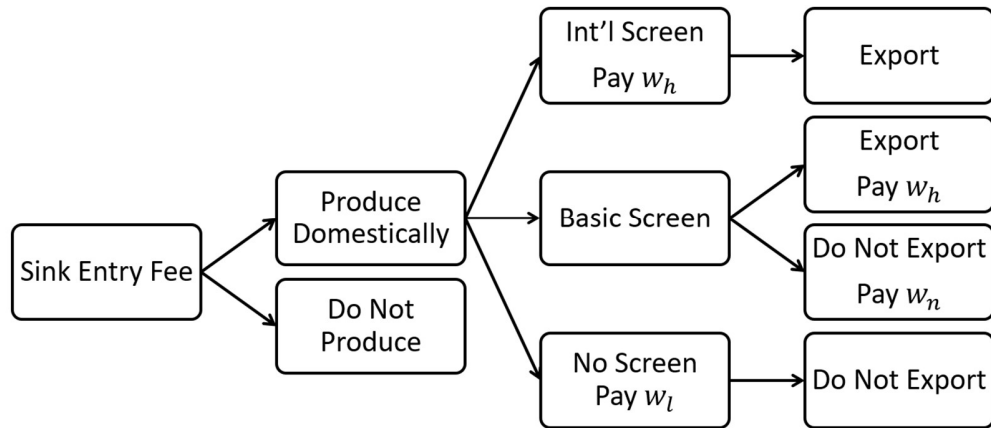 Int'l Screen
Pay w_h
Export
Export
Pay w_h
Produce
Domestically
Basic Screen
Sink Entry Fee
Do Not Export
Pay w_n
Do Not
Produce
No Screen
Pay w_l
Do Not Export